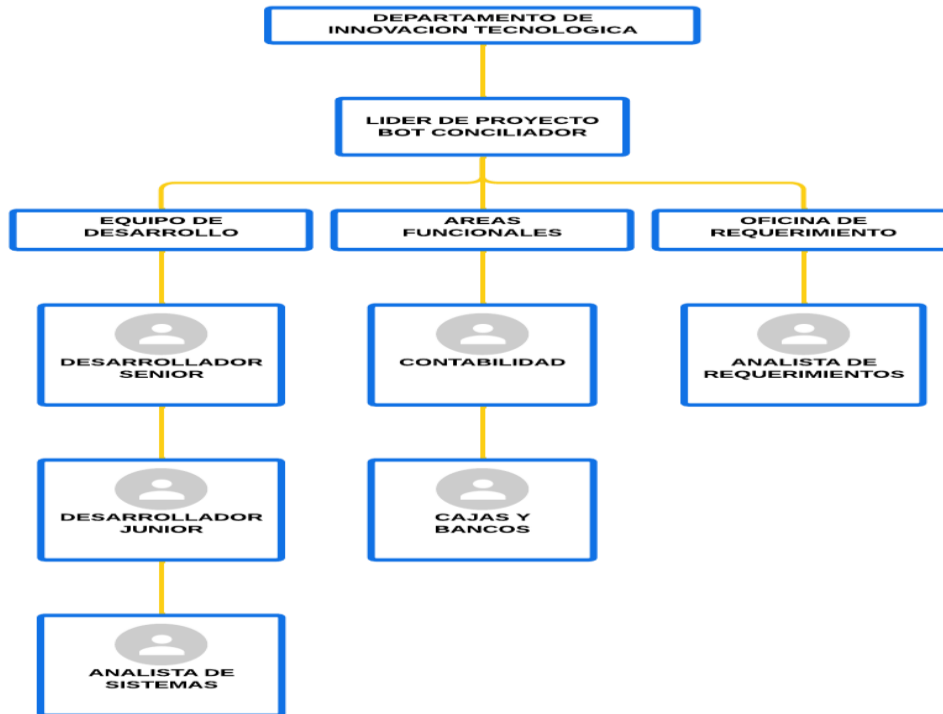 DEPARTAMENTO DE
INNOVACION TECNOLOGICA
LIDER DE PROYECTO
BOT CONCILIADOR
EQUIPO DE
DESARROLLO
AREAS
FUNCIONALES
OFICINA DE
REQUERIMIENTO
DESARROLLADOR
SENIOR
CONTABILIDAD
ANALISTA DE
REQUERIMIENTOS
DESARROLLADOR
JUNIOR
CAJAS Y
BANCOS
ANALISTA DE
SISTEMAS